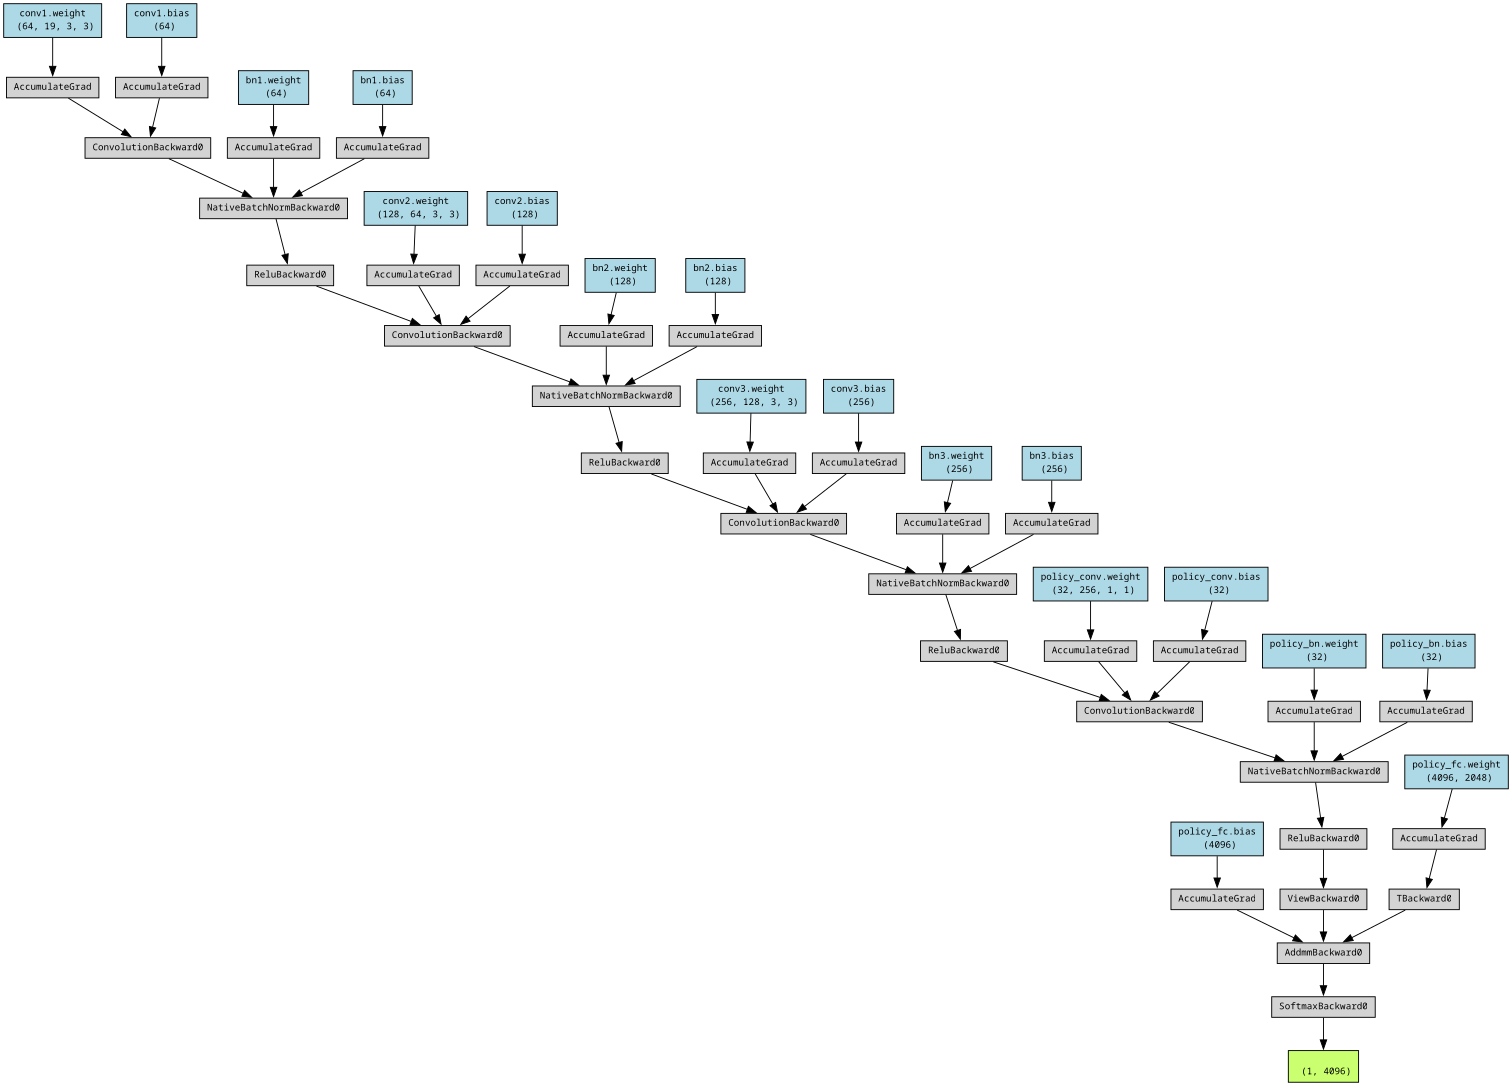 conv1.weight
(64, 19, 3, 3)
conv1.bias
(64)
AccumulateGrad
AccumulateGrad
bn1.weight
(64)
bn1.bias
(64)
ConvolutionBackward0
AccumulateGrad
AccumulateGrad
NativeBatchNormBackward0
conv2.weight
(128, 64, 3, 3)
conv2.bias
(128)
ReluBackward0
AccumulateGrad
AccumulateGrad
bn2.weight
(128)
bn2.bias
(128)
ConvolutionBackward0
AccumulateGrad
AccumulateGrad
NativeBatchNormBackward0
conv3.weight
(256, 128, 3, 3)
conv3.bias
(256)
ReluBackward0
AccumulateGrad
AccumulateGrad
bn3.weight
(256)
bn3.bias
(256)
ConvolutionBackward0
AccumulateGrad
AccumulateGrad
NativeBatchNormBackward0
policy_conv.weight
(32, 256, 1, 1)
policy_conv.bias
(32)
ReluBackward0
AccumulateGrad
AccumulateGrad
policy_bn.weight
(32)
policy_bn.bias
(32)
ConvolutionBackward0
AccumulateGrad
AccumulateGrad
NativeBatchNormBackward0
policy_fc.weight
(4096, 2048)
policy_fc.bias
(4096)
ReluBackward0
AccumulateGrad
AccumulateGrad
ViewBackward0
TBackward0
AddmmBackward0
SoftmaxBackward0
(1, 4096)